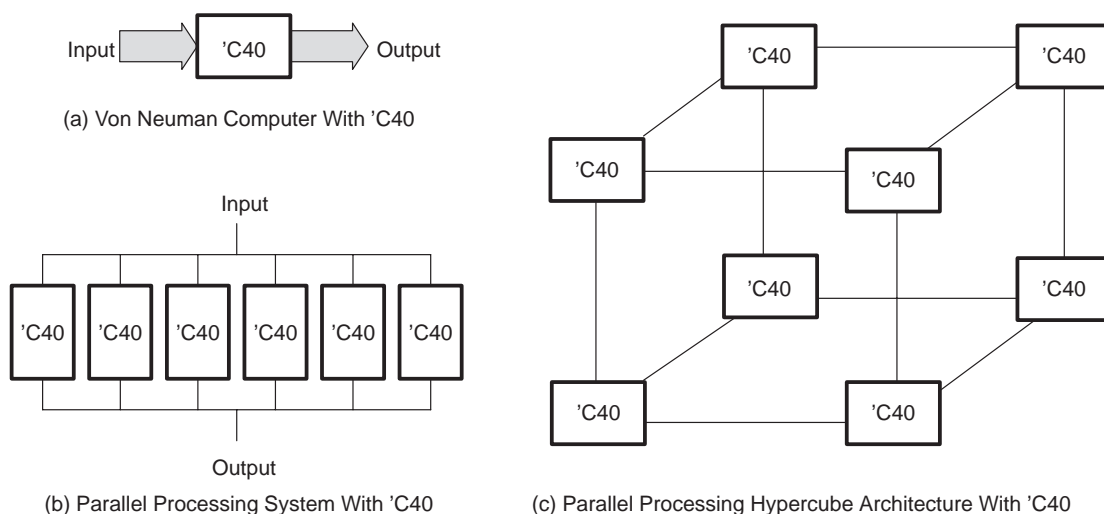 Input
’C40
Output
(a) Von Neuman Computer With ’C40
Input
’C40 ’C40 ’C40 ’C40 ’C40 ’C40
Output
(b) Parallel Processing System With ’C40
’C40 ’C40
’C40 ’C40
’C40 ’C40
’C40 ’C40
(c) Parallel Processing Hypercube Architecture With ’C40